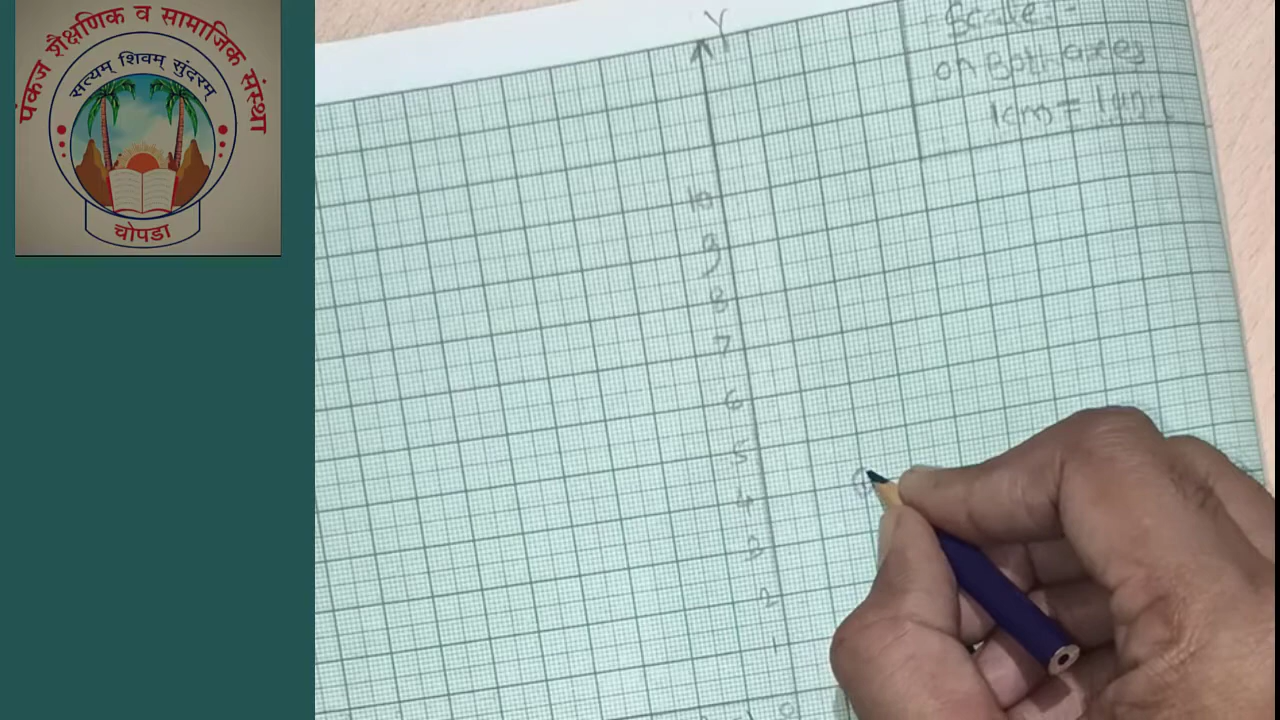 पंकज शैक्षणिक व सामाजिक संस्था
सत्यम् शिवम् सुंदरम्
चोपडा
Y
Scale:-
on Both axes
1cm = 1unit
10
9
8
7
6
5
4
3
2
1
0